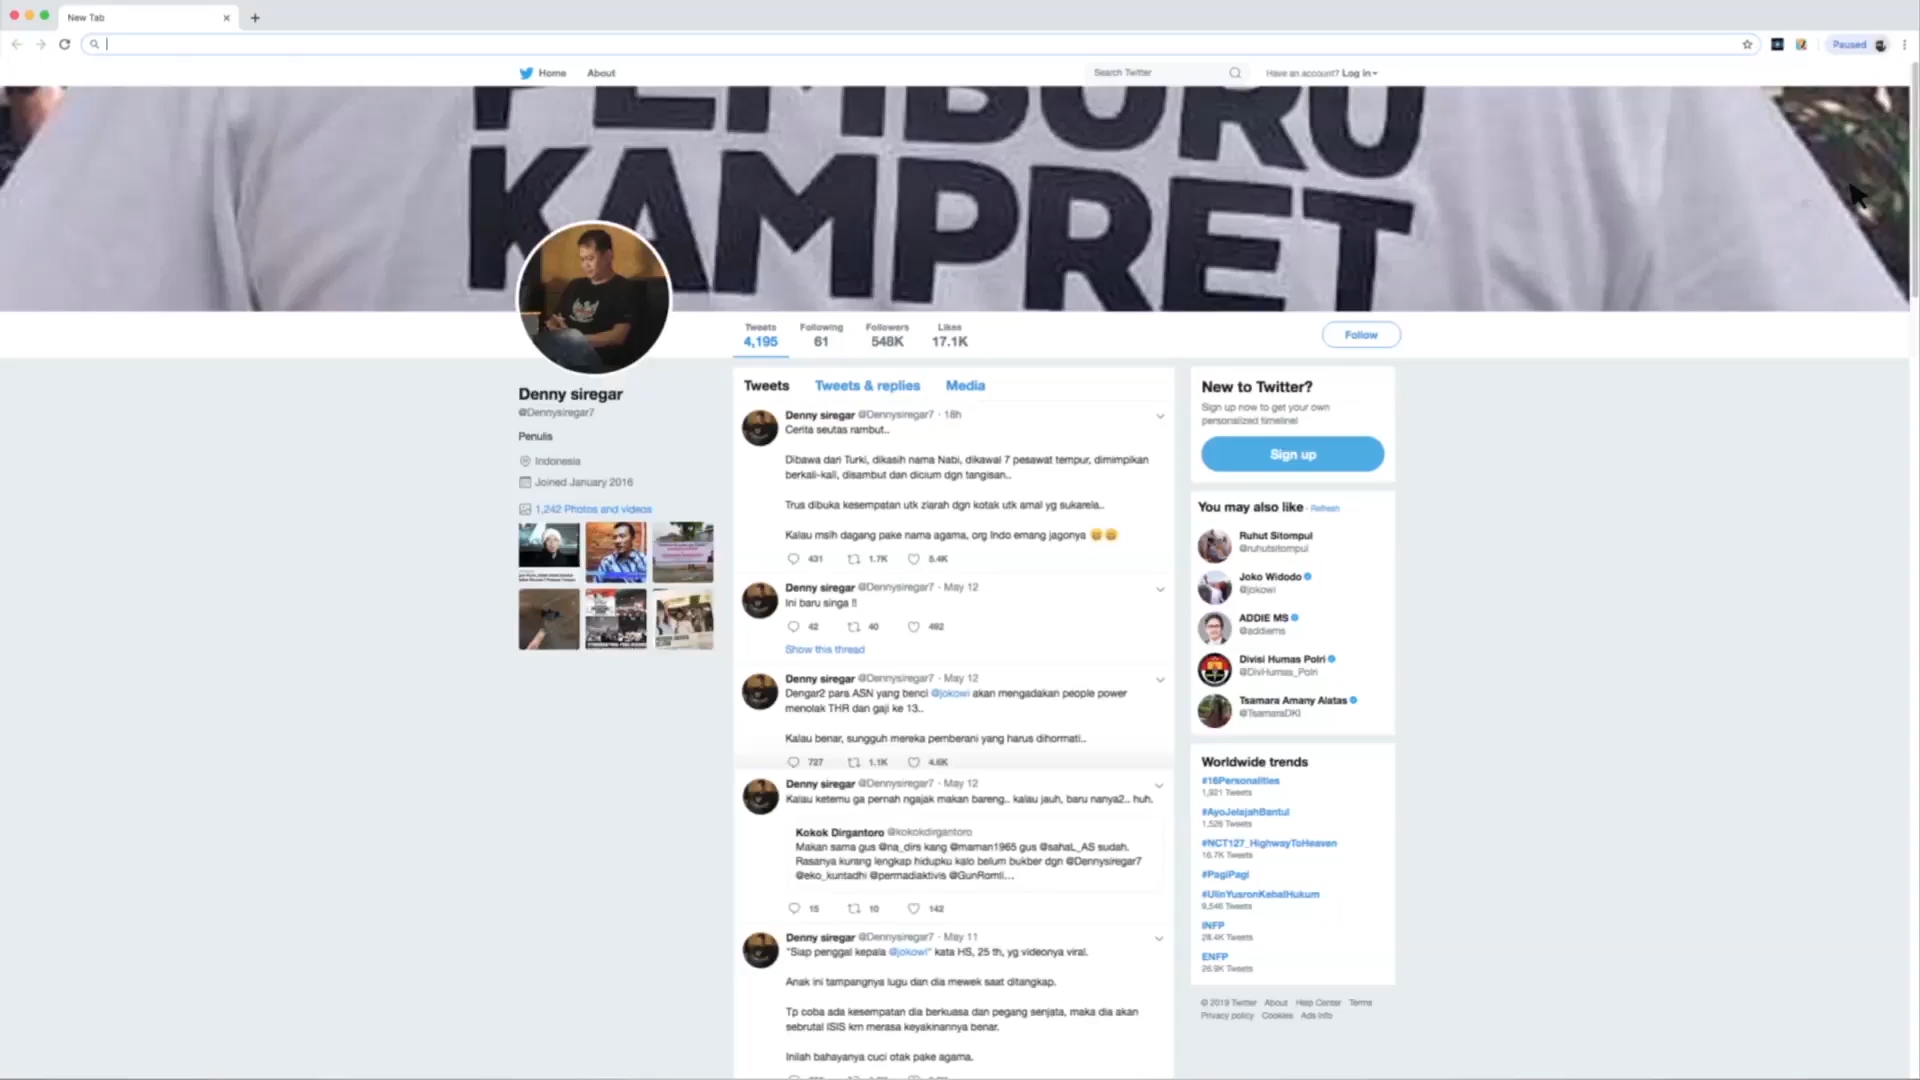 New Tab
Paused
Home About
Search Twitter
Have an account? Log in
PEMBURU
KAMPRET
Tweets Following Followers Likes
4,195 61 548K 17.1K
Follow
Denny siregar
@Dennysiregar7
Penulis
Indonesia
Joined January 2016
1,242 Photos and videos
Tweets Tweets & replies Media
Denny siregar @Dennysiregar7 · 18h
Cerita seutas rambut..
Dibawa dari Turki, dikasih nama Nabi, dikawal 7 pesawat tempur, dimimpikan
berkali-kali, disambut dan dicium dgn tangisan..
Trus dibuka kesempatan utk ziarah dgn kotak utk amal yg sukarela..
Kalau msih dagang pake nama agama, org Indo emang jagonya
431 1.7K 5.4K
Denny siregar @Dennysiregar7 · May 12
Ini baru singa !!
42 40 492
Show this thread
Denny siregar @Dennysiregar7 · May 12
Dengar2 para ASN yang benci @jokowi akan mengadakan people power
menolak THR dan gaji ke 13..
Kalau benar, sungguh mereka pemberani yang harus dihormati..
727 1.1K 4.6K
Denny siregar @Dennysiregar7 · May 12
Kalau ketemu ga pernah ngajak makan bareng.. kalau jauh, baru nanya2.. huh.
Kokok Dirgantoro @kokokdirgantoro
Makan sama gus @na_dirs kang @maman1965 gus @sahaL_AS sudah.
Rasanya kurang lengkap hidupku kalo belum bukber dgn @Dennysiregar7
@eko_kuntadhi @permadiaktivis @GunRomli...
15 10 142
Denny siregar @Dennysiregar7 · May 11
"Siap penggal kepala @jokowi" kata HS, 25 th, yg videonya viral.
Anak ini tampangnya lugu dan dia mewek saat ditangkap.
Tp coba ada kesempatan dia berkuasa dan pegang senjata, maka dia akan
sebrutal ISIS krn merasa keyakinannya benar.
Inilah bahayanya cuci otak pake agama.
New to Twitter?
Sign up now to get your own
personalized timeline!
Sign up
You may also like · Refresh
Ruhut Sitompul
@ruhutsitompul
Joko Widodo
@jokowi
ADDIE MS
@addiems
Divisi Humas Polri
@DivHumas_Polri
Tsamara Amany Alatas
@TsamaraDKI
Worldwide trends
#16Personalities
1,921 Tweets
#AyoJelajahBantul
1,526 Tweets
#NCT127_HighwayToHeaven
16.7K Tweets
#PagiPagi
#UlinYusronKebalHukum
9,546 Tweets
INFP
28.4K Tweets
ENFP
26.9K Tweets
© 2019 Twitter About Help Center Terms
Privacy policy Cookies Ads info